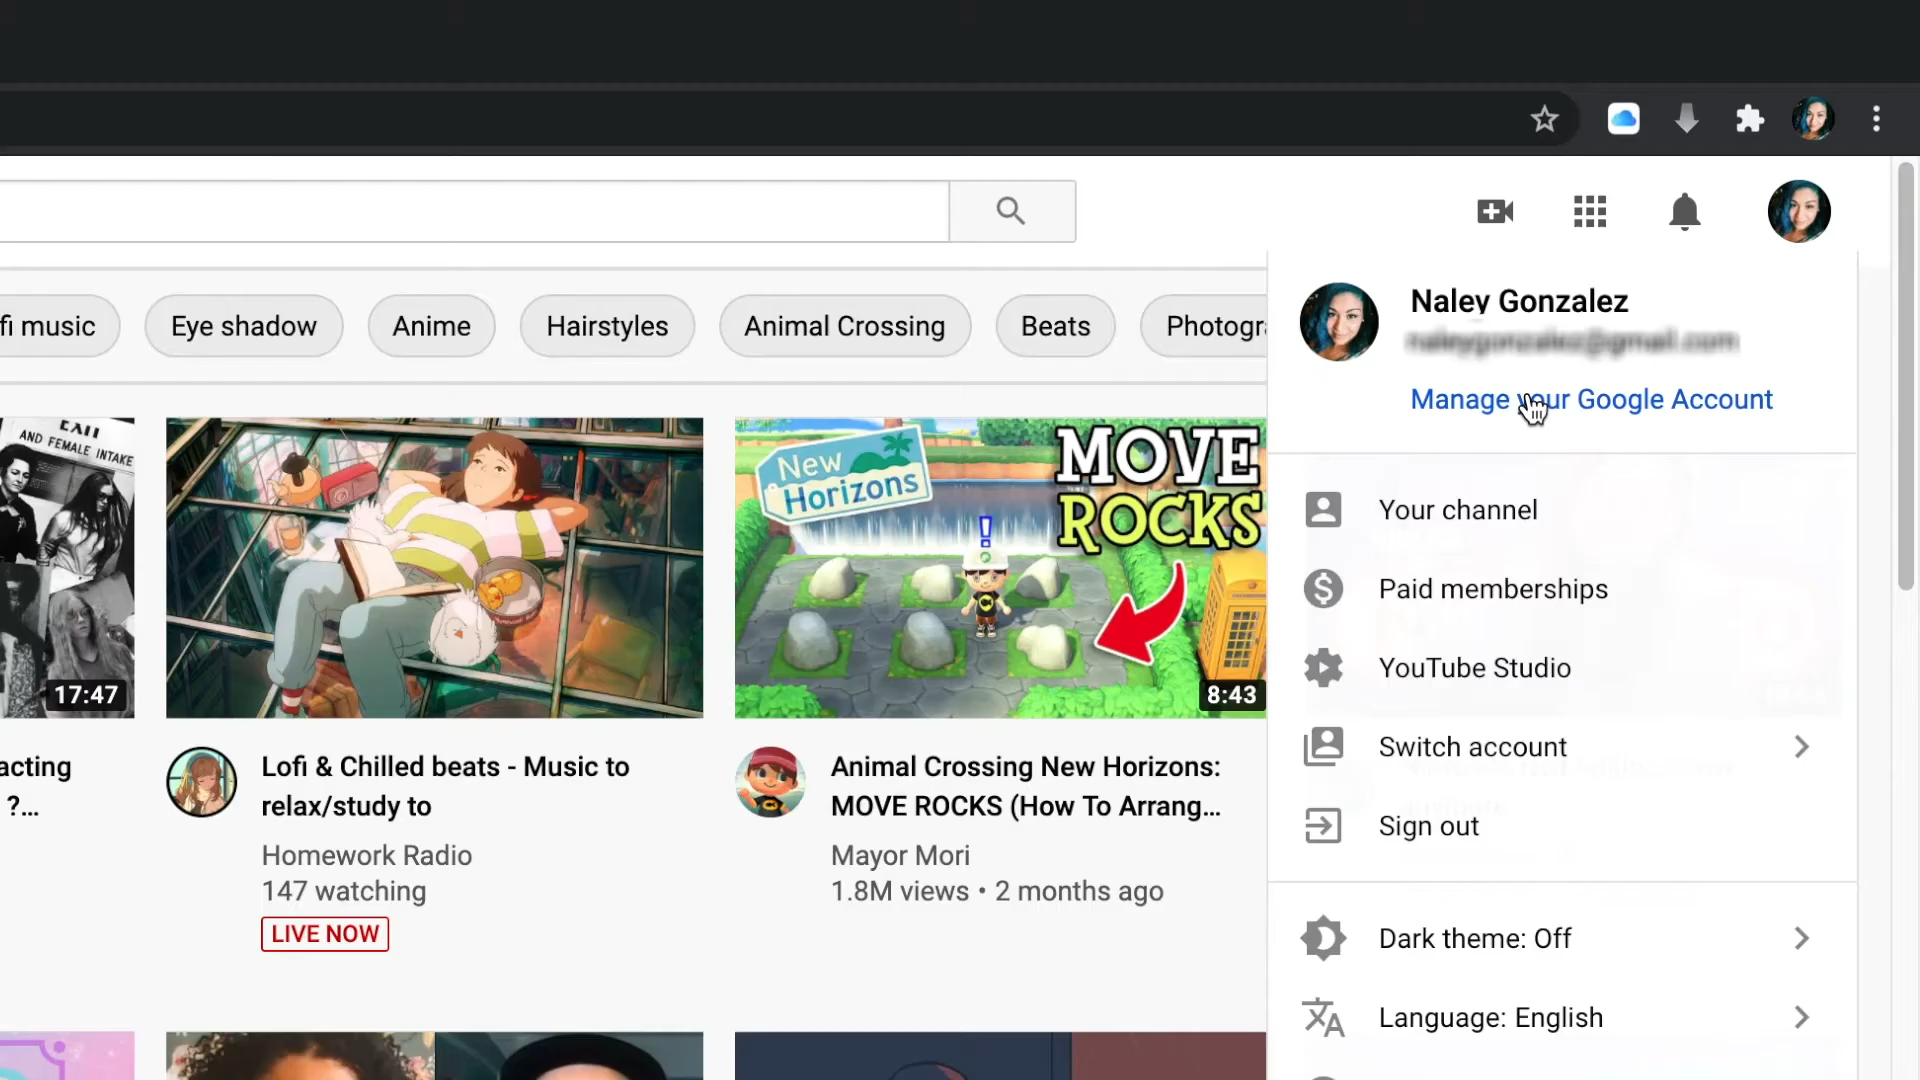 fi music
Eye shadow
Anime
Hairstyles
Animal Crossing
Beats
Photogr
Naley Gonzalez
Manage your Google Account
EXIT
AND FEMALE INTAKE
17:47
New
Horizons
MOVE
ROCKS
!
8:43
Your channel
Paid memberships
YouTube Studio
Switch account
Sign out
acting
?...
Lofi & Chilled beats - Music to
relax/study to
Homework Radio
147 watching
LIVE NOW
Animal Crossing New Horizons:
MOVE ROCKS (How To Arrang...
Mayor Mori
1.8M views • 2 months ago
Dark theme: Off
Language: English